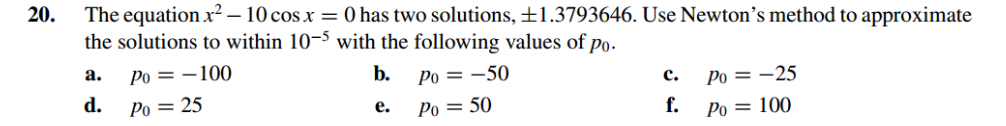 20. The equation x² – 10 cos x = 0 has two solutions, ±1.3793646. Use Newton's method to approximate
the solutions to within 10⁻⁵ with the following values of p₀.
a. p₀ = −100 b. p₀ = −50 c. p₀ = −25
d. p₀ = 25 e. p₀ = 50 f. p₀ = 100